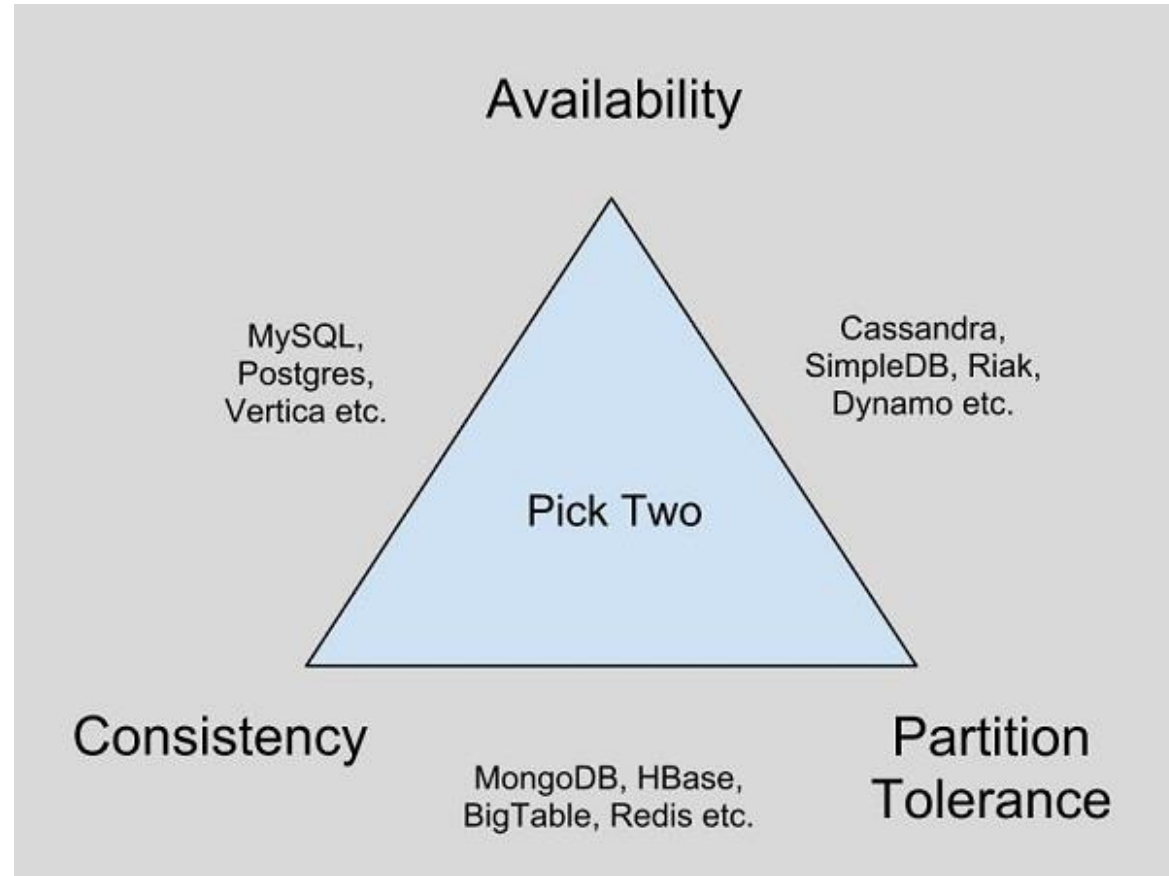 Availability
MySQL,
Postgres,
Vertica etc.
Cassandra,
SimpleDB, Riak,
Dynamo etc.
Pick Two
Consistency
MongoDB, HBase,
BigTable, Redis etc.
Partition
Tolerance